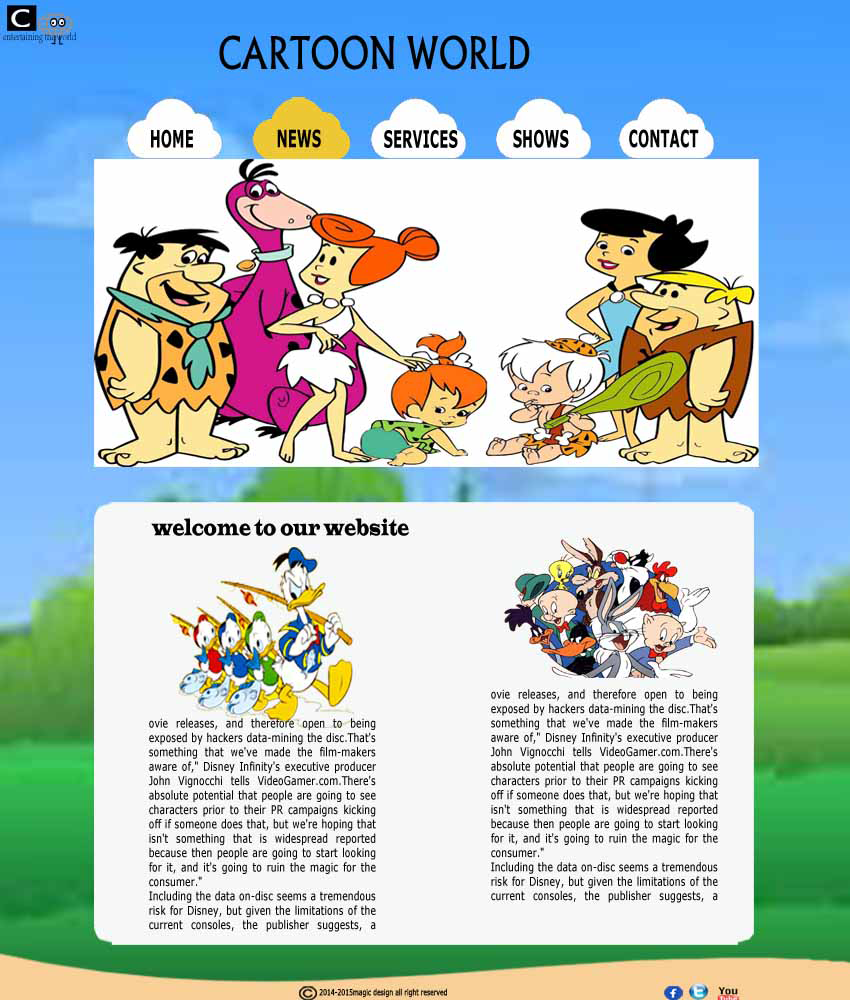 C
entertaining the world
CARTOON WORLD
HOME
NEWS
SERVICES
SHOWS
CONTACT
welcome to our website
ovie releases, and therefore open to being
exposed by hackers data-mining the disc.That's
something that we've made the film-makers
aware of," Disney Infinity's executive producer
John Vignocchi tells VideoGamer.com.There's
absolute potential that people are going to see
characters prior to their PR campaigns kicking
off if someone does that, but we're hoping that
isn't something that is widespread reported
because then people are going to start looking
for it, and it's going to ruin the magic for the
consumer."
Including the data on-disc seems a tremendous
risk for Disney, but given the limitations of the
current consoles, the publisher suggests, a
ovie releases, and therefore open to being
exposed by hackers data-mining the disc.That's
something that we've made the film-makers
aware of," Disney Infinity's executive producer
John Vignocchi tells VideoGamer.com.There's
absolute potential that people are going to see
characters prior to their PR campaigns kicking
off if someone does that, but we're hoping that
isn't something that is widespread reported
because then people are going to start looking
for it, and it's going to ruin the magic for the
consumer."
Including the data on-disc seems a tremendous
risk for Disney, but given the limitations of the
current consoles, the publisher suggests, a
© 2014-2015magic design all right reserved
f
You